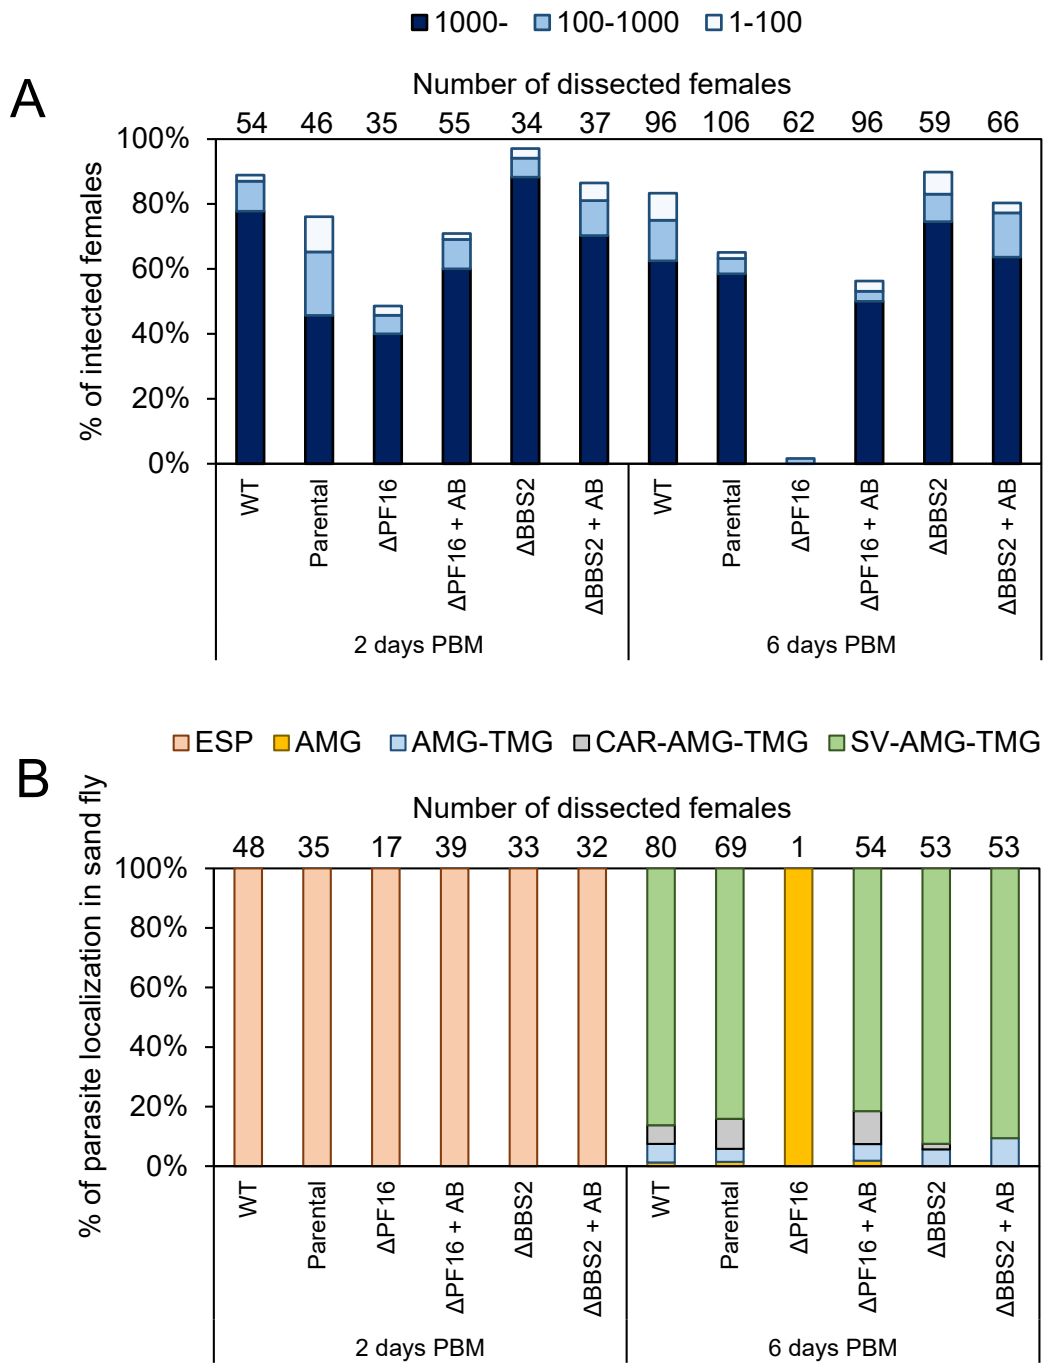 1000- 100-1000 1-100
A
Number of dissected females
54 46 35 55 34 37 96 106 62 96 59 66
% of intected females
100%
80%
60%
40%
20%
0%
WT Parental ΔPF16 ΔPF16 + AB ΔBBS2 ΔBBS2 + AB WT Parental ΔPF16 ΔPF16 + AB ΔBBS2 ΔBBS2 + AB
2 days PBM 6 days PBM
ESP AMG AMG-TMG CAR-AMG-TMG SV-AMG-TMG
B
Number of dissected females
48 35 17 39 33 32 80 69 1 54 53 53
% of parasite localization in sand fly
100%
80%
60%
40%
20%
0%
WT Parental ΔPF16 ΔPF16 + AB ΔBBS2 ΔBBS2 + AB WT Parental ΔPF16 ΔPF16 + AB ΔBBS2 ΔBBS2 + AB
2 days PBM 6 days PBM